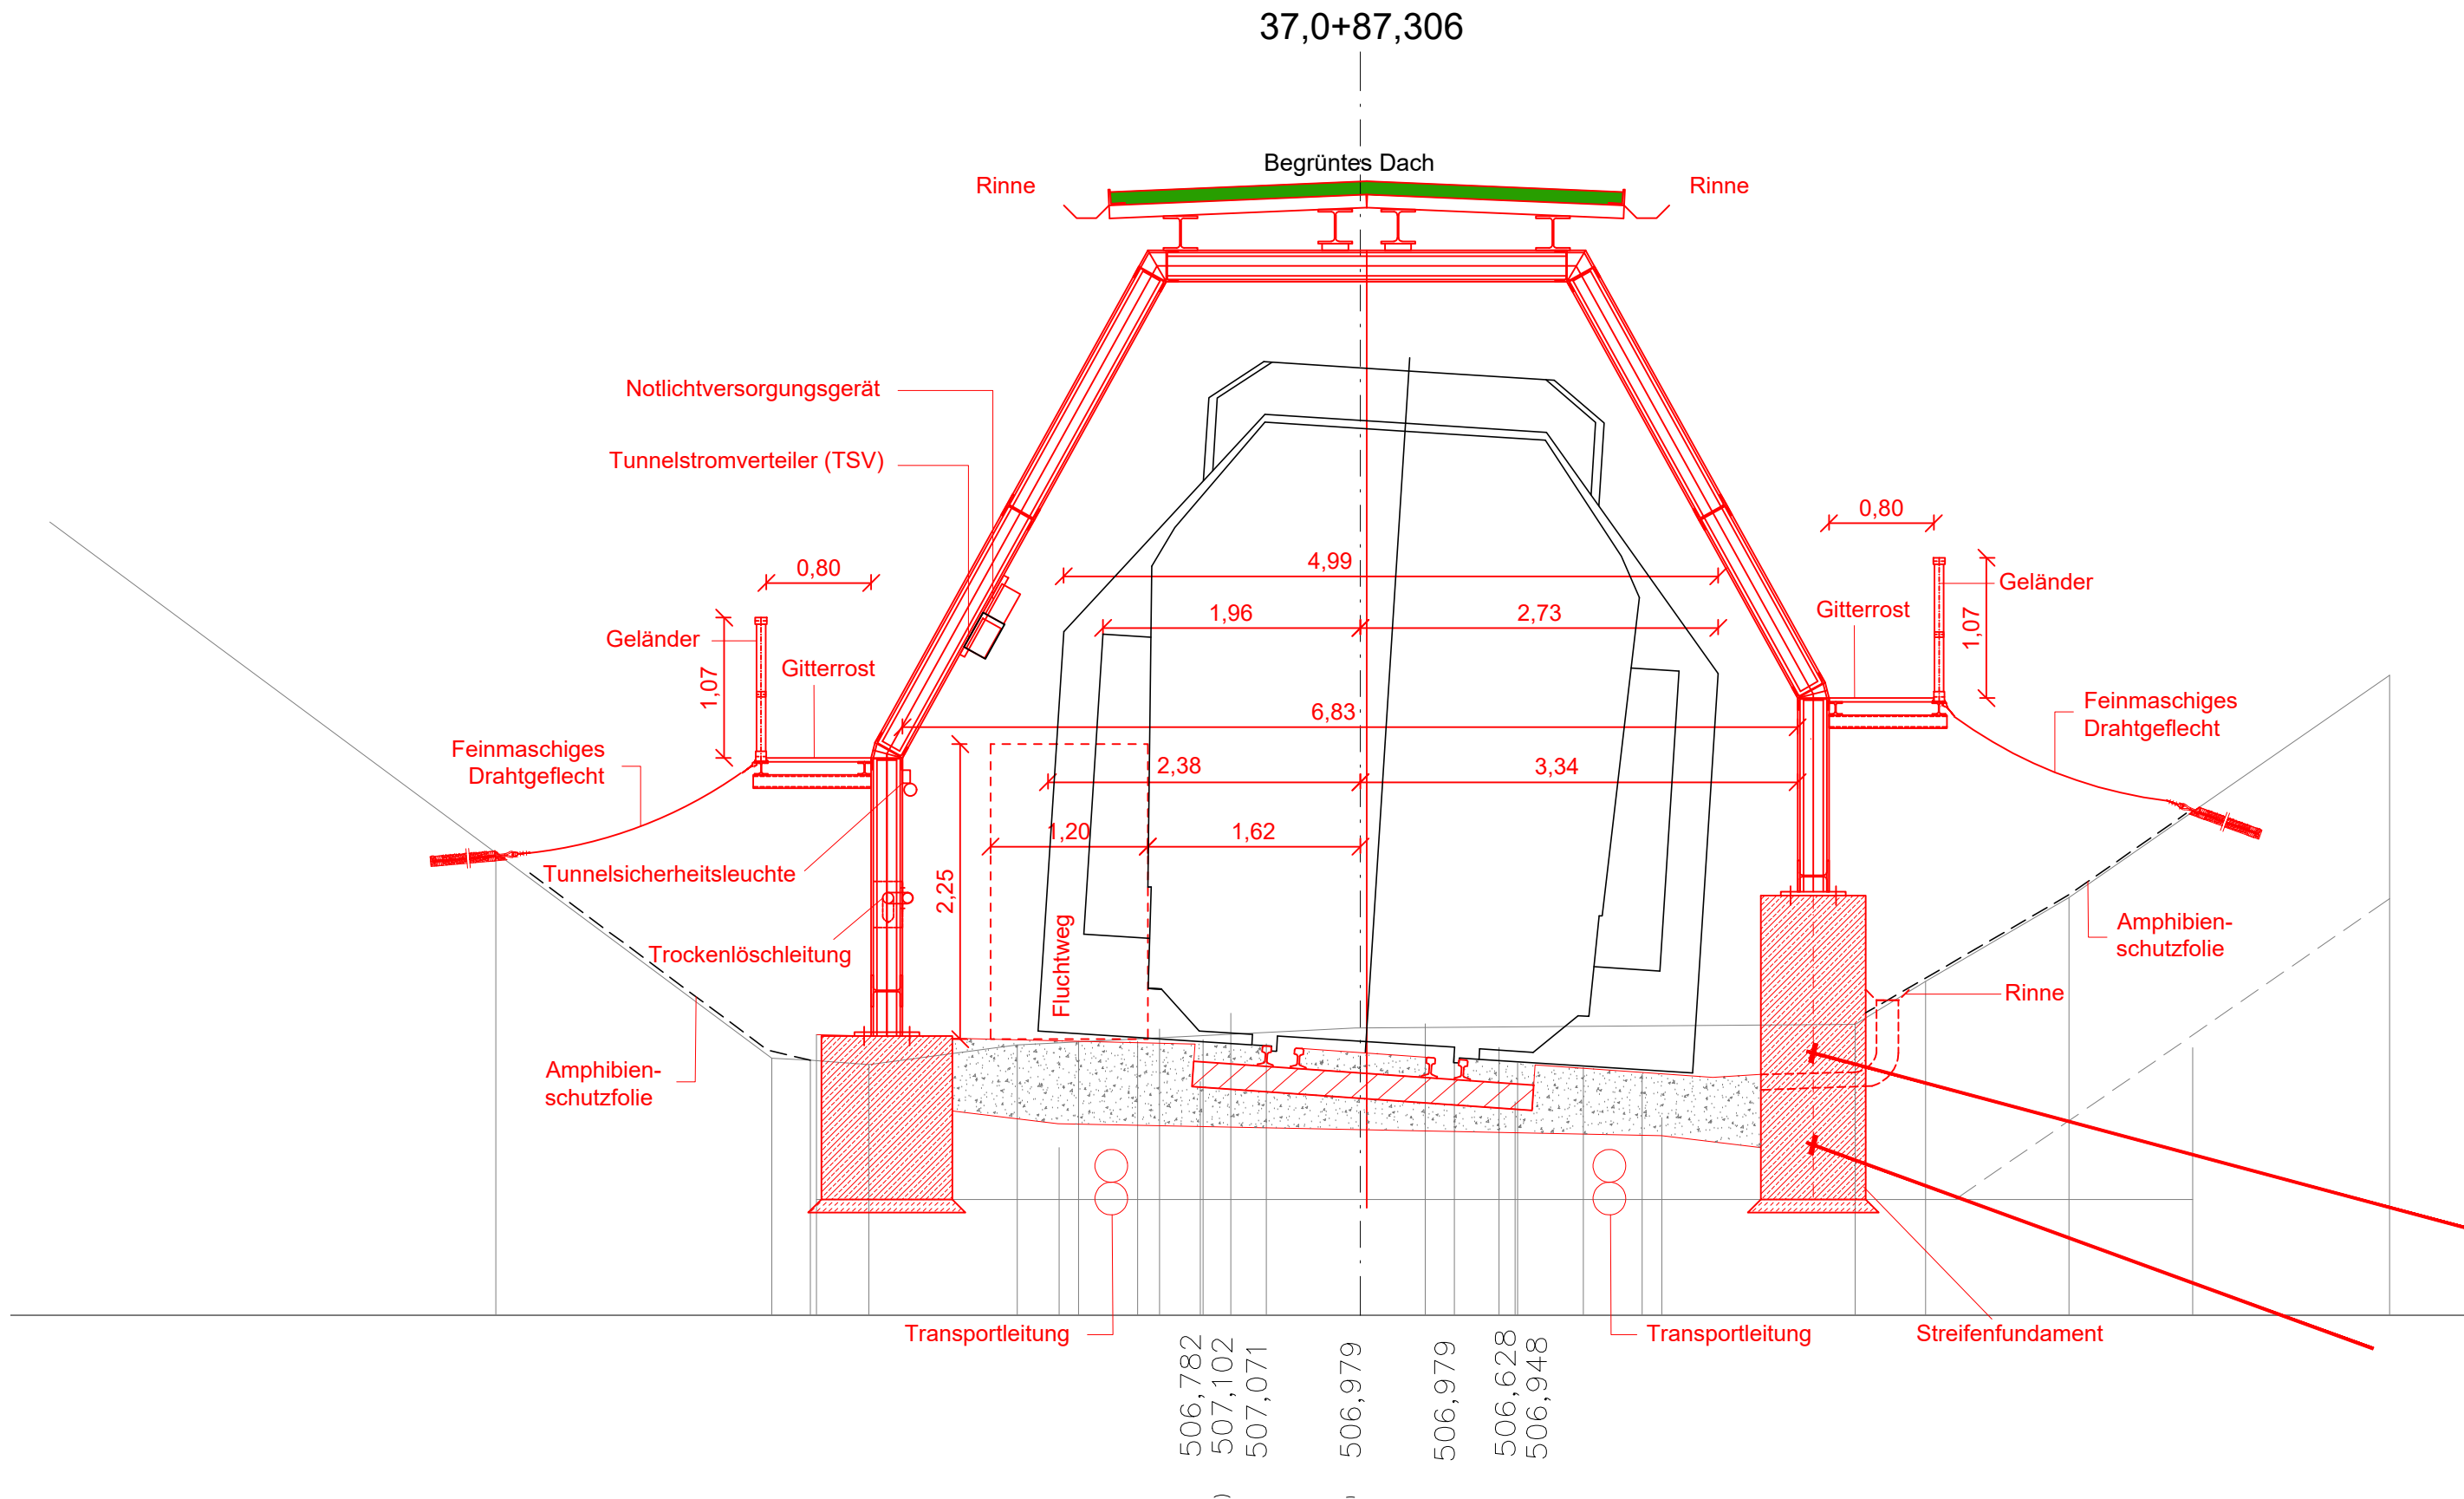 37,0+87,306
Begrüntes Dach
Rinne
Rinne
Notlichtversorgungsgerät
Tunnelstromverteiler (TSV)
0,80
4,99
0,80
Geländer
Gitterrost
1,07
1,96
2,73
Geländer
Gitterrost
1,07
6,83
Feinmaschiges
Drahtgeflecht
Feinmaschiges
Drahtgeflecht
2,38
3,34
1,20
1,62
Tunnelsicherheitsleuchte
2,25
Fluchtweg
Trockenlöschleitung
Amphibien-
schutzfolie
Rinne
Amphibien-
schutzfolie
Transportleitung
Transportleitung
Streifenfundament
506,782
507,102
507,071
506,979
506,979
506,628
506,948